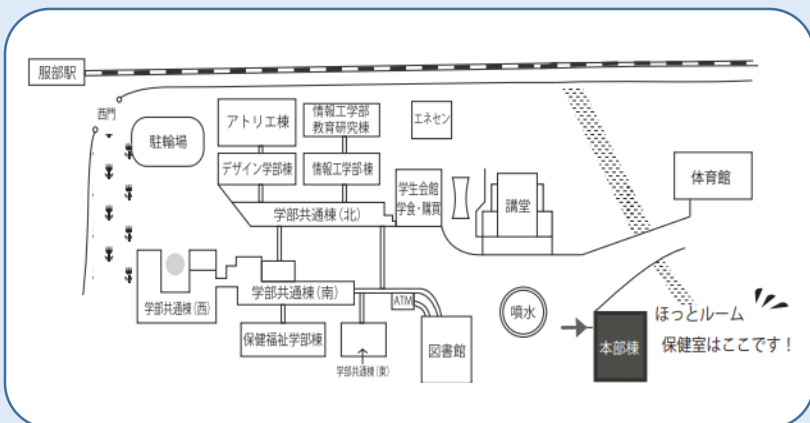 服部駅
西門
駐輪場
アトリエ棟
情報工学部
教育研究棟
エネセン
デザイン学部棟
情報工学部棟
学生会館
学食・購買
講堂
体育館
学部共通棟(北)
学部共通棟(西)
学部共通棟(南)
ATM
保健福祉学部棟
学部共通棟(東)
図書館
噴水
本部棟
ほっとルーム
保健室はここです！